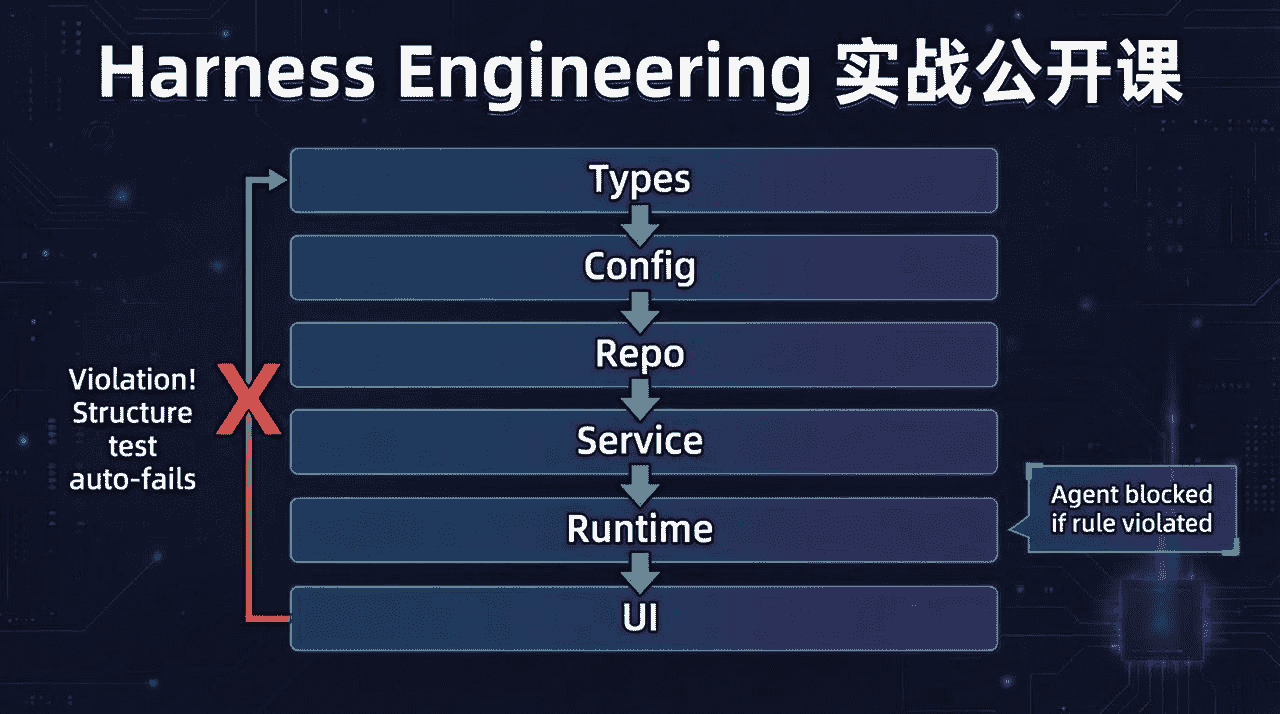 Harness Engineering 实战公开课
Types
Config
Repo
Violation!
Structure
test
auto-fails
X
Service
Runtime
Agent blocked
if rule violated
UI